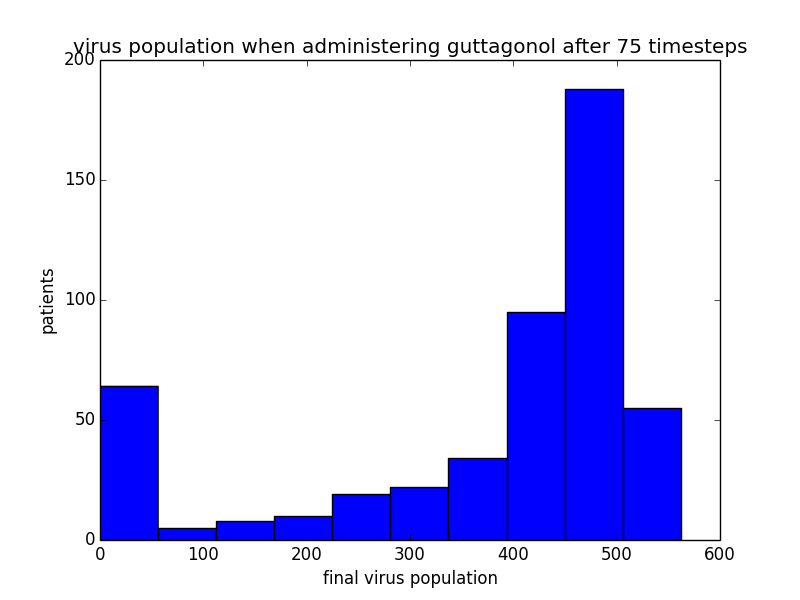 virus population when administering guttagonol after 75 timesteps
200
150
100
50
0
patients
0 100 200 300 400 500 600
final virus population